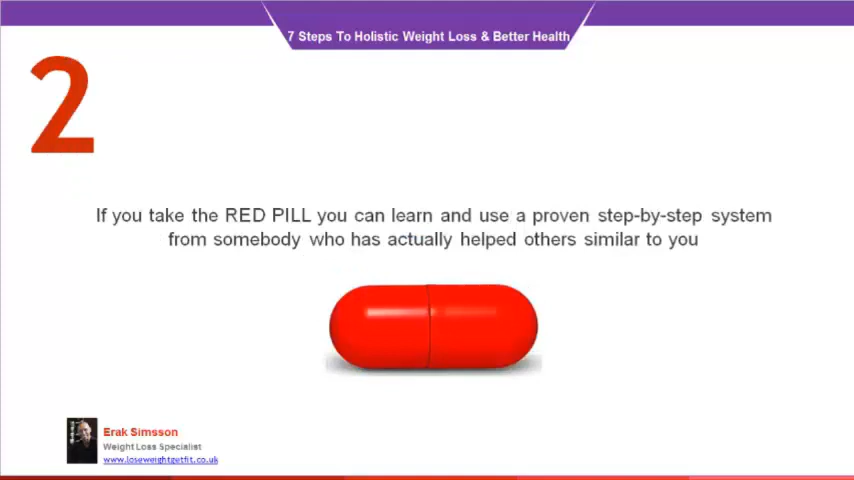 7 Steps To Holistic Weight Loss & Better Health
2
If you take the RED PILL you can learn and use a proven step-by-step system
from somebody who has actually helped others similar to you
Erak Simsson
Weight Loss Specialist
www.loseweightgetfit.co.uk